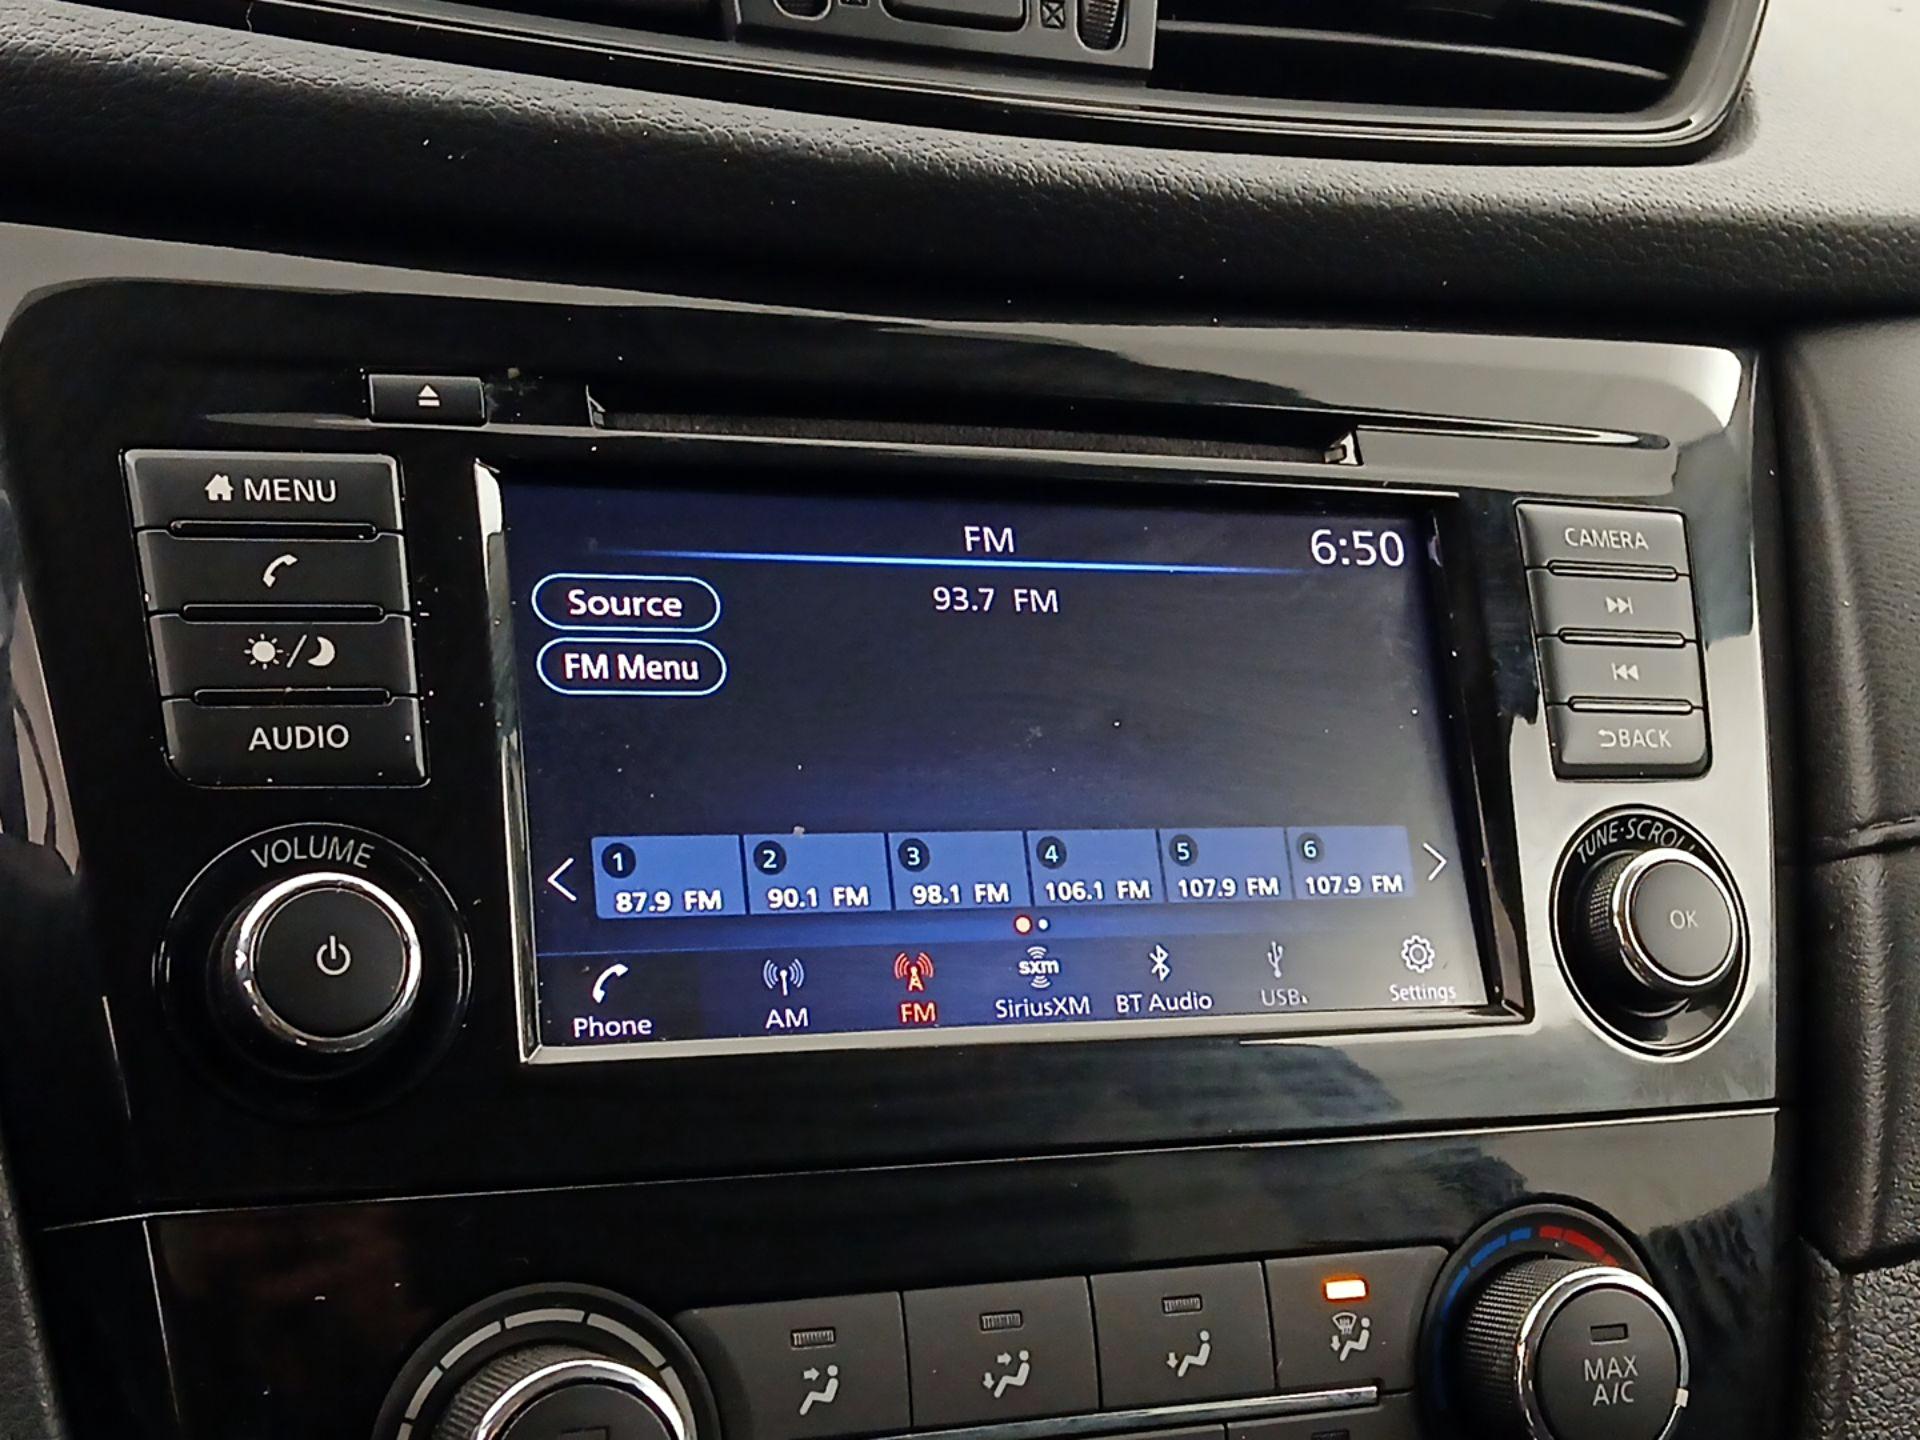 MENU
AUDIO
VOLUME
FM
6:50
Source
93.7 FM
FM Menu
1
87.9 FM
2
90.1 FM
3
98.1 FM
4
106.1 FM
5
107.9 FM
6
107.9 FM
Phone
AM
FM
sxm
SiriusXM
BT Audio
USB
Settings
CAMERA
BACK
TUNE·SCROLL
OK
MAX
A/C